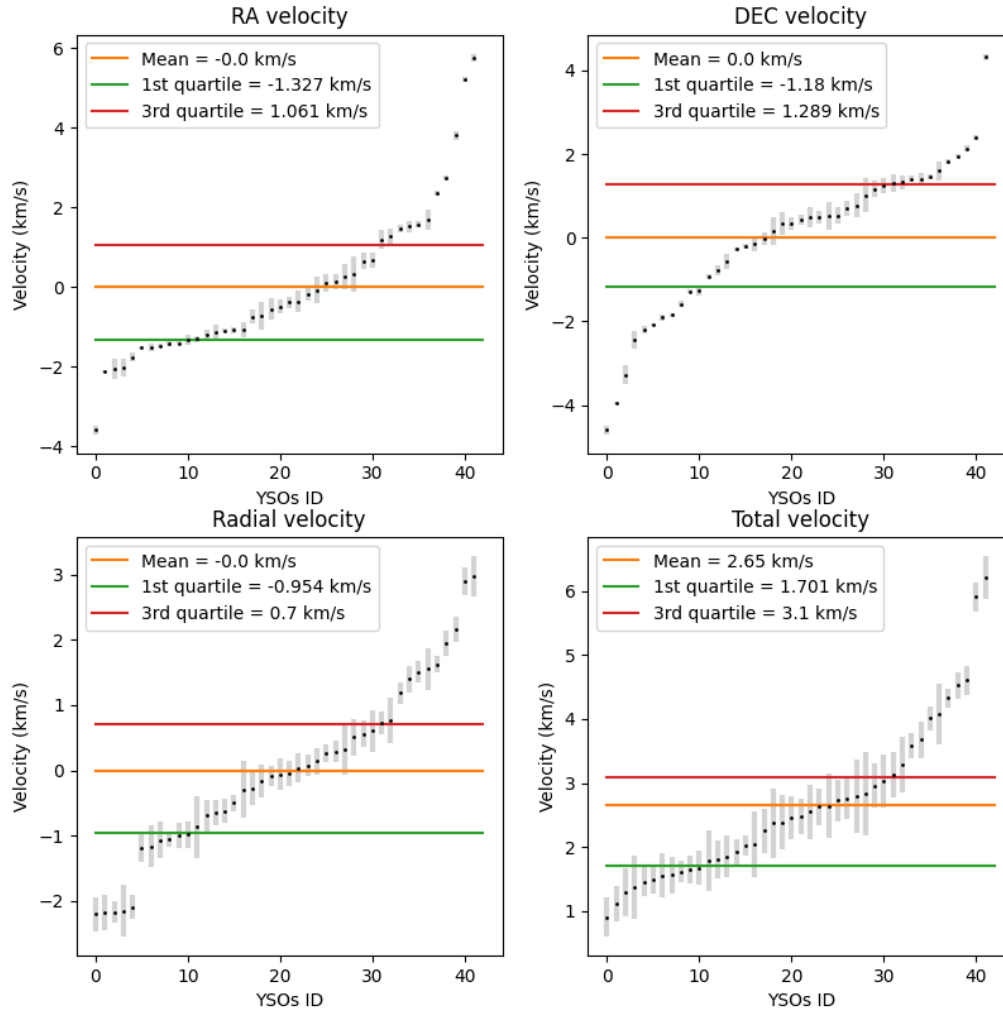 RA velocity
Mean = -0.0 km/s
1st quartile = -1.327 km/s
3rd quartile = 1.061 km/s
6
4
2
0
−2
−4
Velocity (km/s)
0
10
20
30
40
YSOs ID
DEC velocity
Mean = 0.0 km/s
1st quartile = -1.18 km/s
3rd quartile = 1.289 km/s
4
2
0
−2
−4
Velocity (km/s)
0
10
20
30
40
YSOs ID
Radial velocity
Mean = -0.0 km/s
1st quartile = -0.954 km/s
3rd quartile = 0.7 km/s
3
2
1
0
−1
−2
Velocity (km/s)
0
10
20
30
40
YSOs ID
Total velocity
Mean = 2.65 km/s
1st quartile = 1.701 km/s
3rd quartile = 3.1 km/s
6
5
4
3
2
1
Velocity (km/s)
0
10
20
30
40
YSOs ID